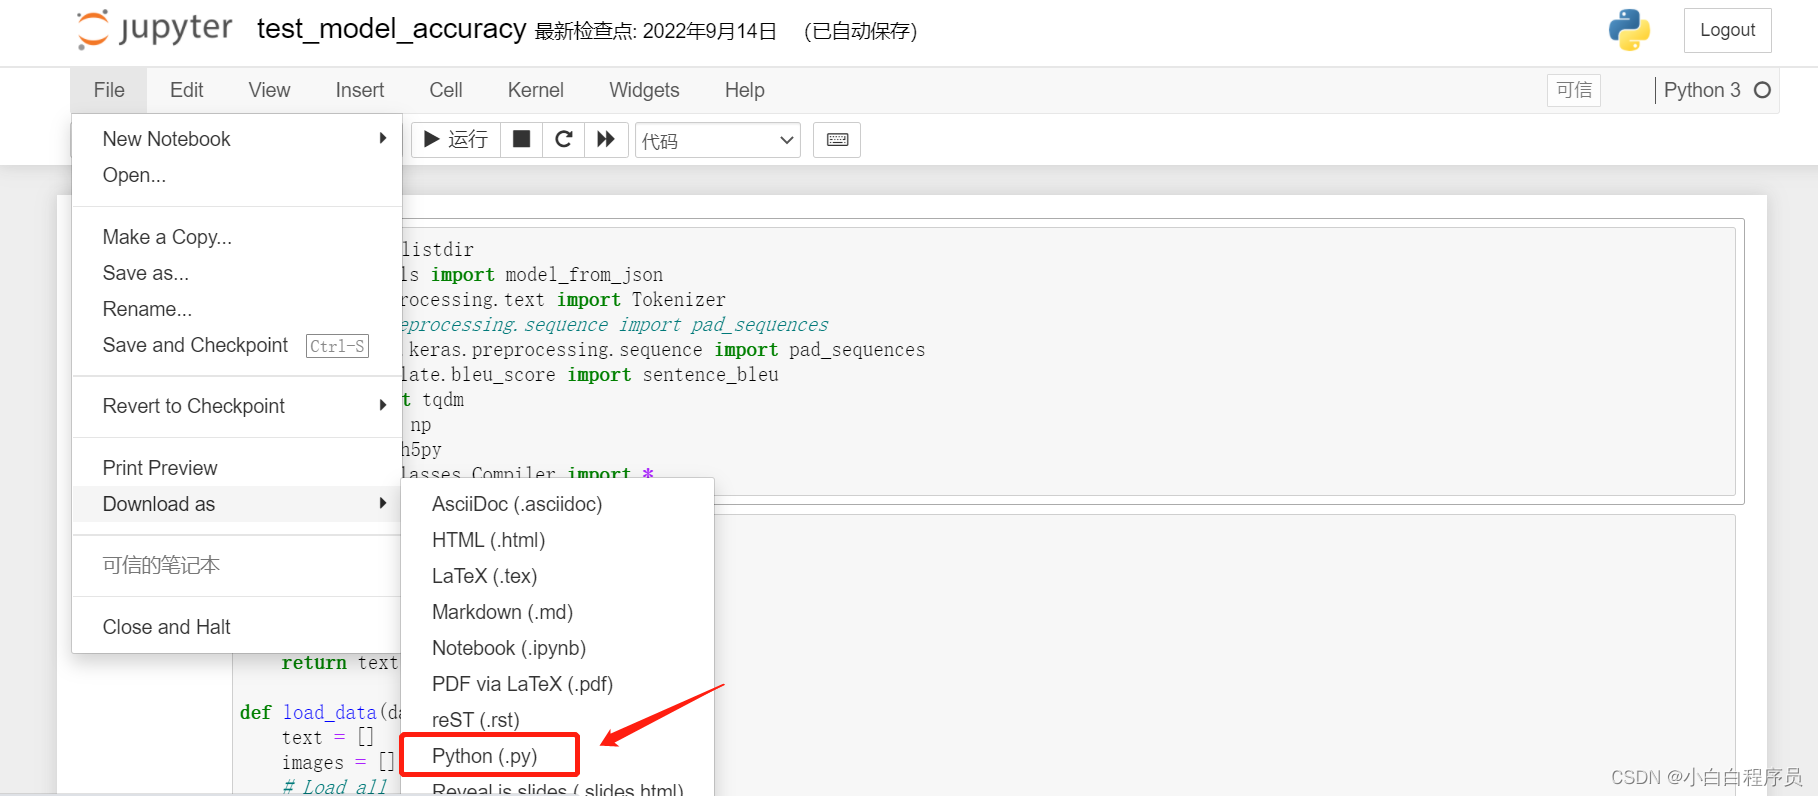 jupyter test_model_accuracy 最新检查点: 2022年9月14日 (已自动保存) Logout
File Edit View Insert Cell Kernel Widgets Help 可信 Python 3
运行 代码
New Notebook
Open...
Make a Copy...
Save as...
Rename...
Save and Checkpoint Ctrl-S
Revert to Checkpoint
Print Preview
Download as
可信的笔记本
Close and Halt
listdir
ls import model_from_json
rocessing.text import Tokenizer
eprocessing.sequence import pad_sequences
.keras.preprocessing.sequence import pad_sequences
late.bleu_score import sentence_bleu
t tqdm
np
h5py
lasses.Compiler import *
AsciiDoc (.asciidoc)
HTML (.html)
LaTeX (.tex)
Markdown (.md)
Notebook (.ipynb)
PDF via LaTeX (.pdf)
reST (.rst)
Python (.py)
Reveal.js slides (.slides.html)
return text
def load_data(da
text = []
images = []
# Load all
CSDN @小白白程序员